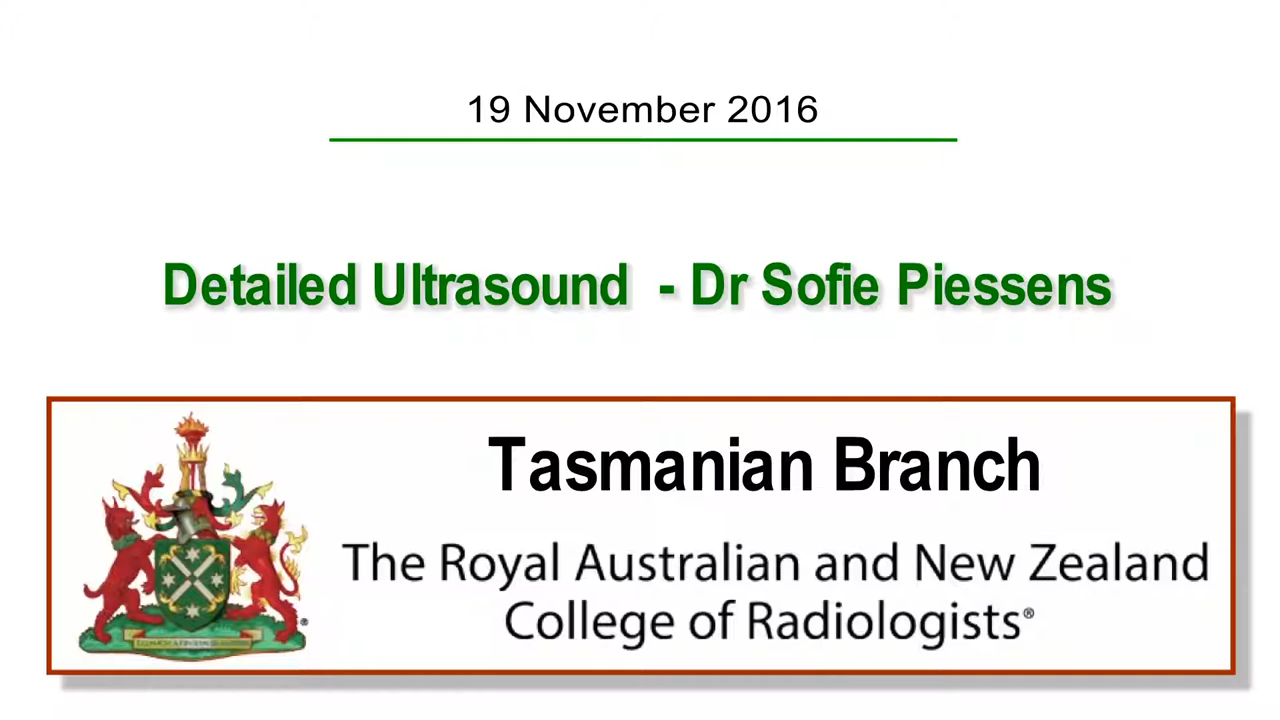 19 November 2016
Detailed Ultrasound - Dr Sofie Piessens
Tasmanian Branch
The Royal Australian and New Zealand
College of Radiologists®